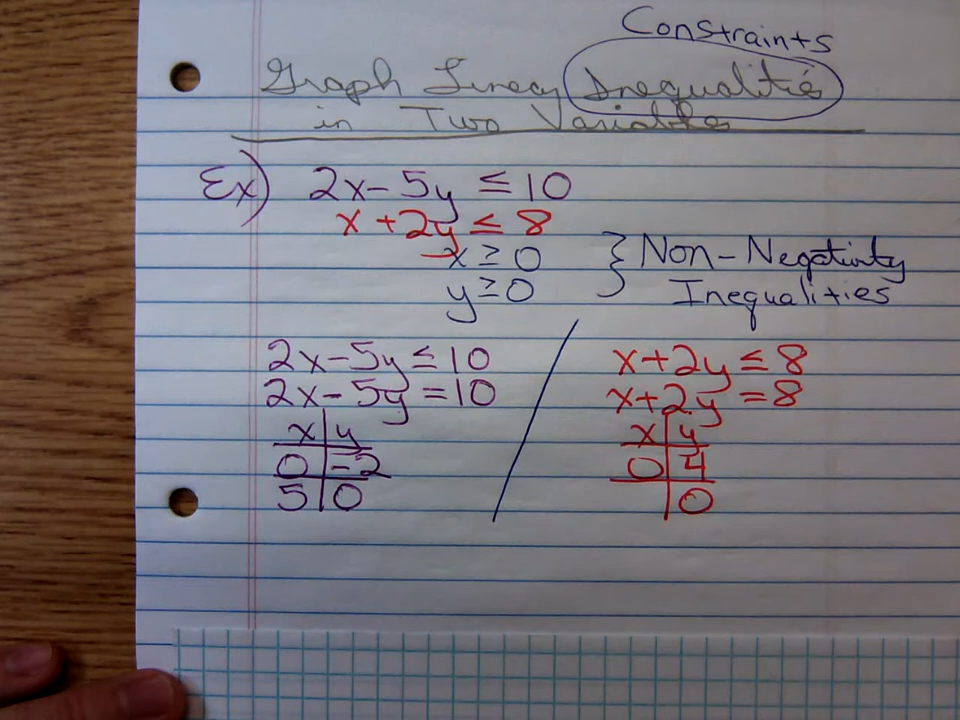 Constraints
Graph Linear Inequalities
in Two Variables
Ex) 2x - 5y ≤ 10
x + 2y ≤ 8
x ≥ 0
y ≥ 0
} Non-Negativity
Inequalities
2x - 5y ≤ 10
2x - 5y = 10
x | y
0 | -2
5 | 0
x + 2y ≤ 8
x + 2y = 8
x | y
0 | 4
| 0